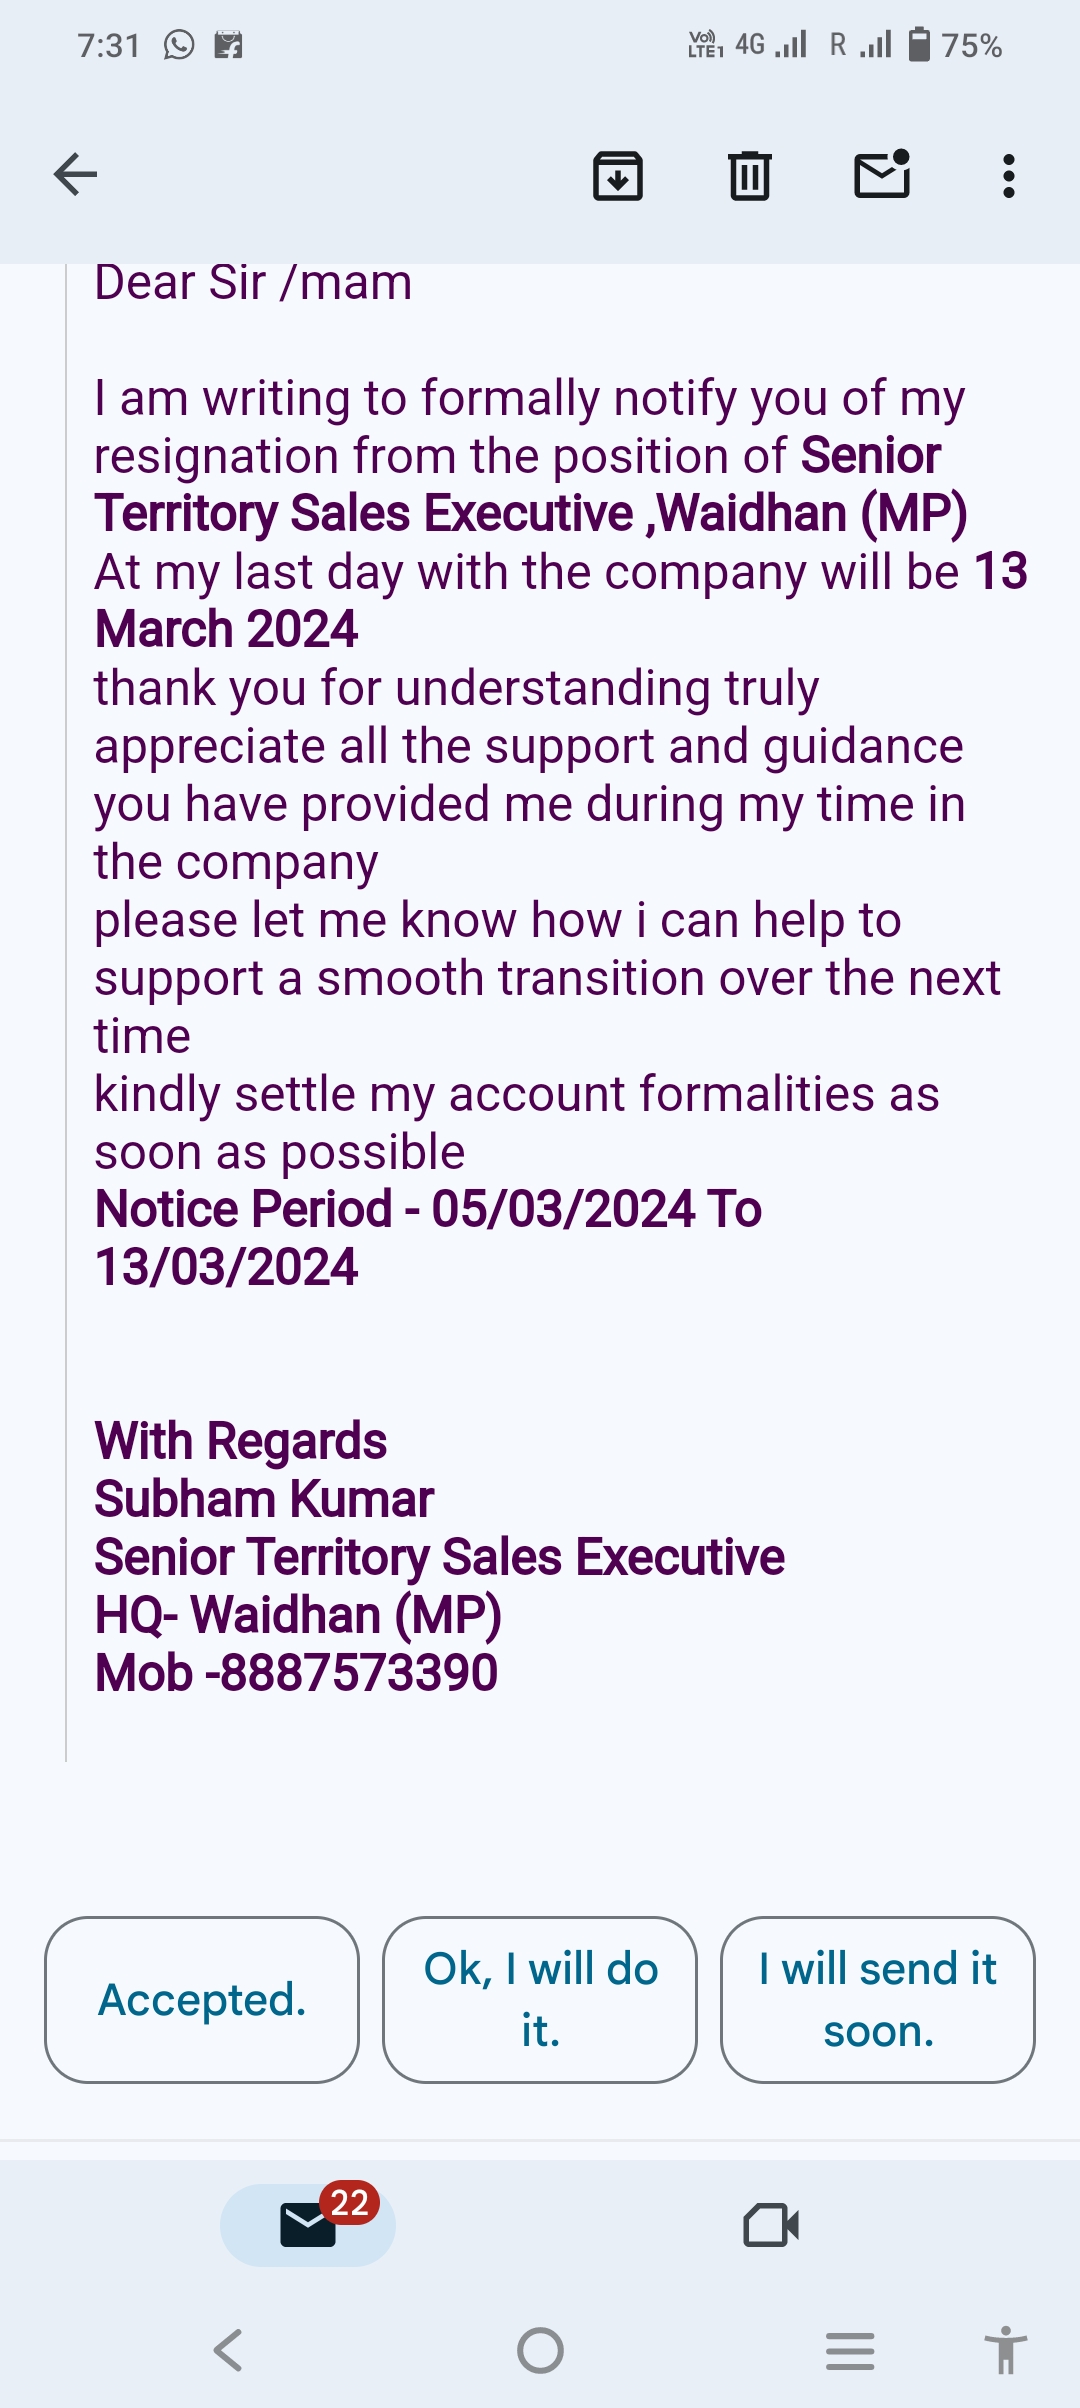 7:31
Vo) LTE1 4G R 75%
Dear Sir /mam
I am writing to formally notify you of my
resignation from the position of Senior
Territory Sales Executive ,Waidhan (MP)
At my last day with the company will be 13
March 2024
thank you for understanding truly
appreciate all the support and guidance
you have provided me during my time in
the company
please let me know how i can help to
support a smooth transition over the next
time
kindly settle my account formalities as
soon as possible
Notice Period - 05/03/2024 To
13/03/2024
With Regards
Subham Kumar
Senior Territory Sales Executive
HQ- Waidhan (MP)
Mob -8887573390
Accepted.
Ok, I will do
it.
I will send it
soon.
22